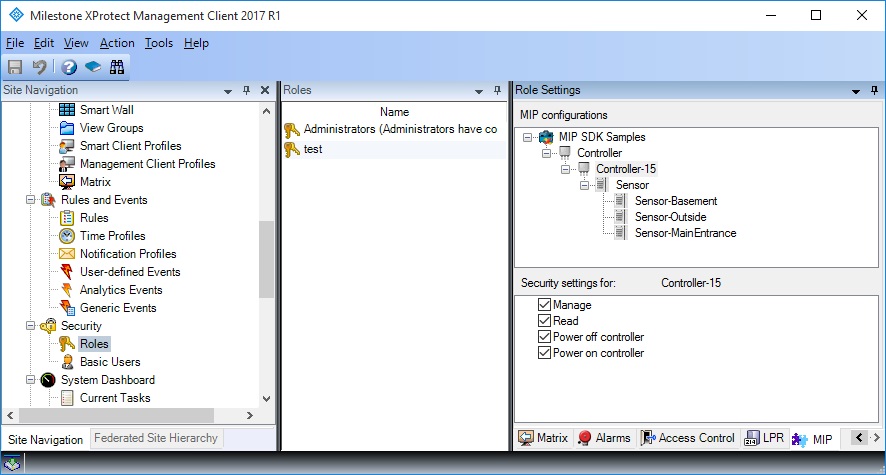 Milestone XProtect Management Client 2017 R1
File Edit View Action Tools Help
Site Navigation
Smart Wall
View Groups
Smart Client Profiles
Management Client Profiles
Matrix
Rules and Events
Rules
Time Profiles
Notification Profiles
User-defined Events
Analytics Events
Generic Events
Security
Roles
Basic Users
System Dashboard
Current Tasks
Site Navigation Federated Site Hierarchy
Roles
Name
Administrators (Administrators have co
test
Role Settings
MIP configurations
MIP SDK Samples
Controller
Controller-15
Sensor
Sensor-Basement
Sensor-Outside
Sensor-MainEntrance
Security settings for: Controller-15
Manage
Read
Power off controller
Power on controller
Matrix Alarms Access Control LPR MIP